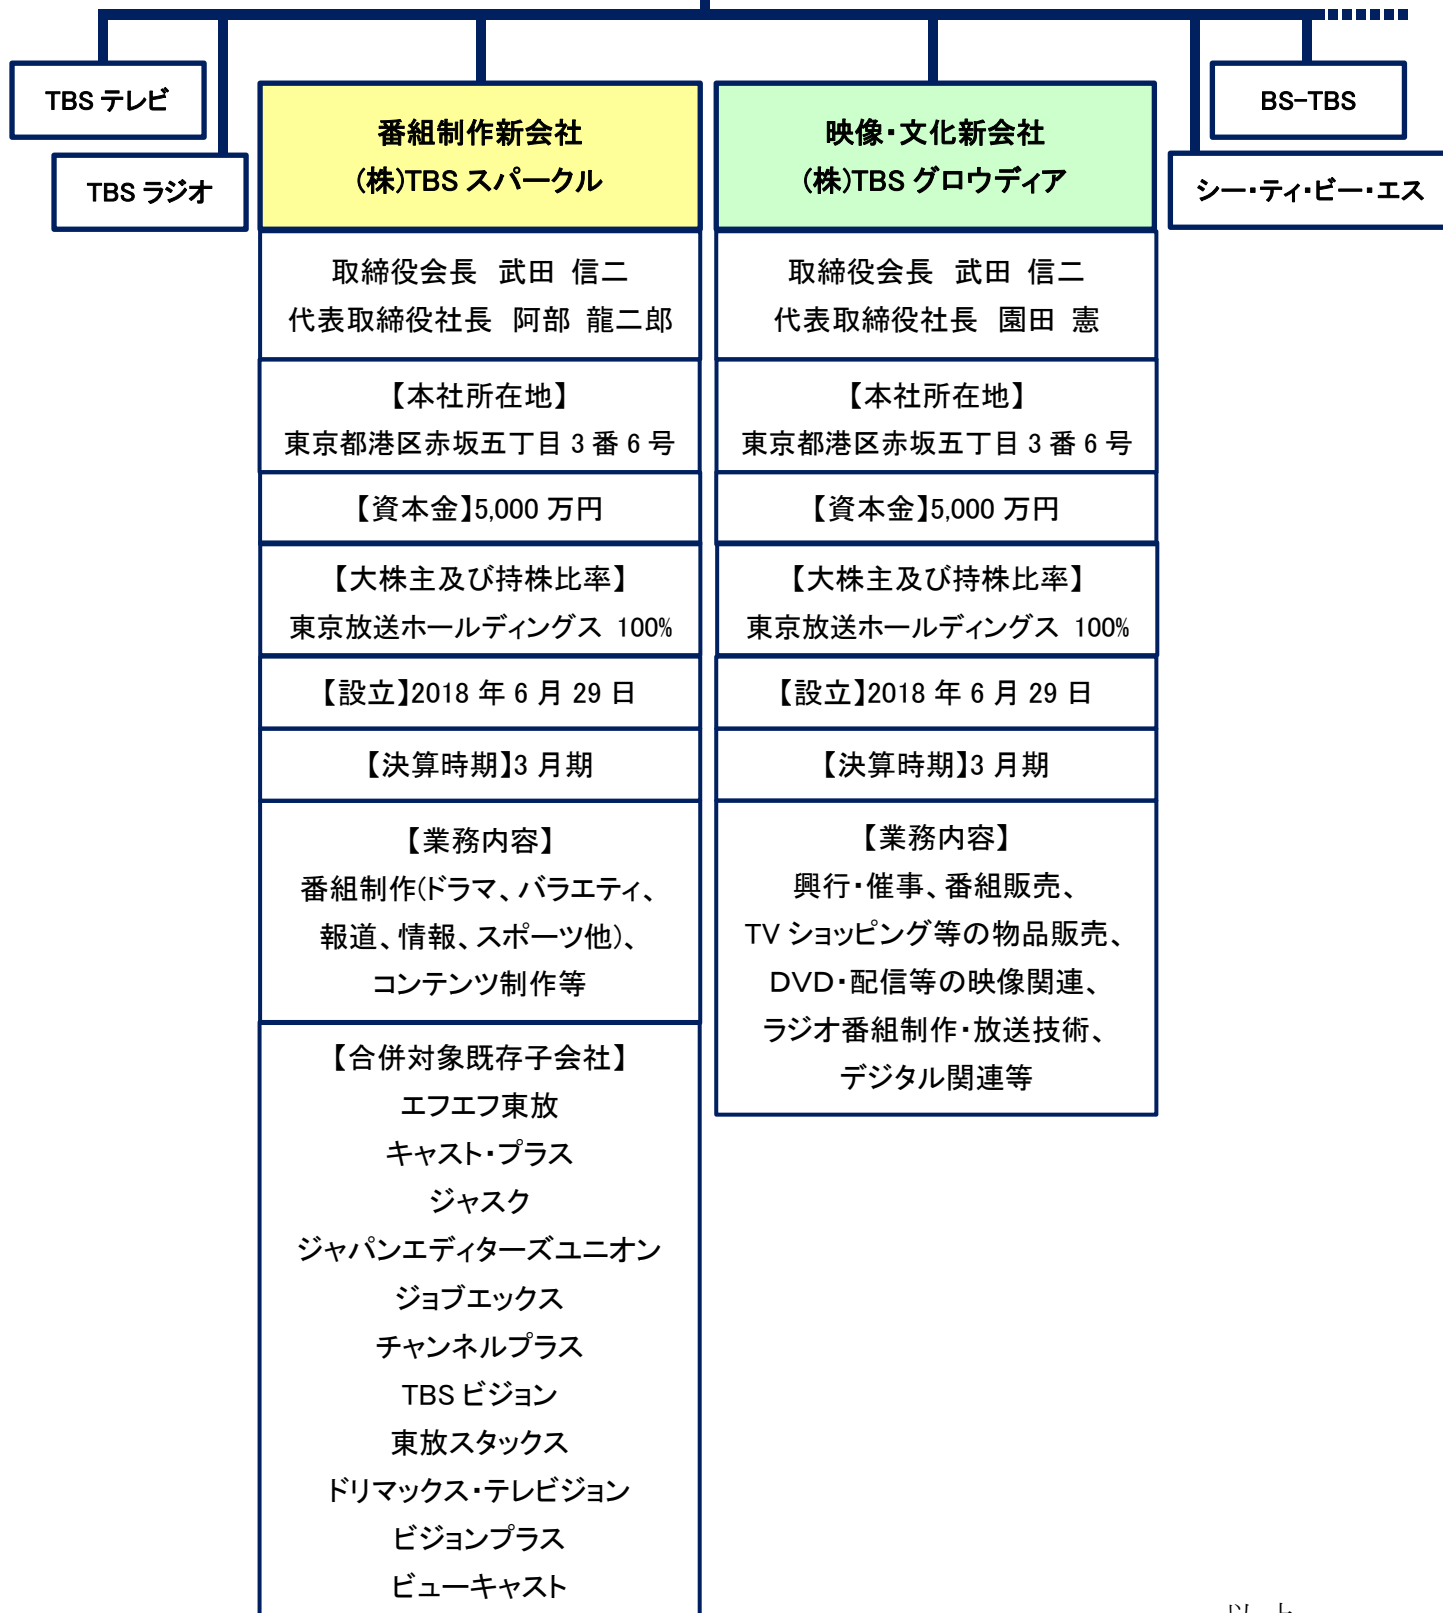 TBS テレビ
TBS ラジオ
番組制作新会社
(株)TBS スパークル
取締役会長 武田 信二
代表取締役社長 阿部 龍二郎
【本社所在地】
東京都港区赤坂五丁目 3 番 6 号
【資本金】5,000 万円
【大株主及び持株比率】
東京放送ホールディングス 100%
【設立】2018 年 6 月 29 日
【決算時期】3 月期
【業務内容】
番組制作(ドラマ、バラエティ、
報道、情報、スポーツ他)、
コンテンツ制作等
【合併対象既存子会社】
エフエフ東放
キャスト・プラス
ジャスク
ジャパンエディターズユニオン
ジョブエックス
チャンネルプラス
TBS ビジョン
東放スタックス
ドリマックス・テレビジョン
ビジョンプラス
ビューキャスト
映像・文化新会社
(株)TBS グロウディア
取締役会長 武田 信二
代表取締役社長 園田 憲
【本社所在地】
東京都港区赤坂五丁目 3 番 6 号
【資本金】5,000 万円
【大株主及び持株比率】
東京放送ホールディングス 100%
【設立】2018 年 6 月 29 日
【決算時期】3 月期
【業務内容】
興行・催事、番組販売、
TV ショッピング等の物品販売、
DVD・配信等の映像関連、
ラジオ番組制作・放送技術、
デジタル関連等
BS-TBS
シー・ティ・ビー・エス